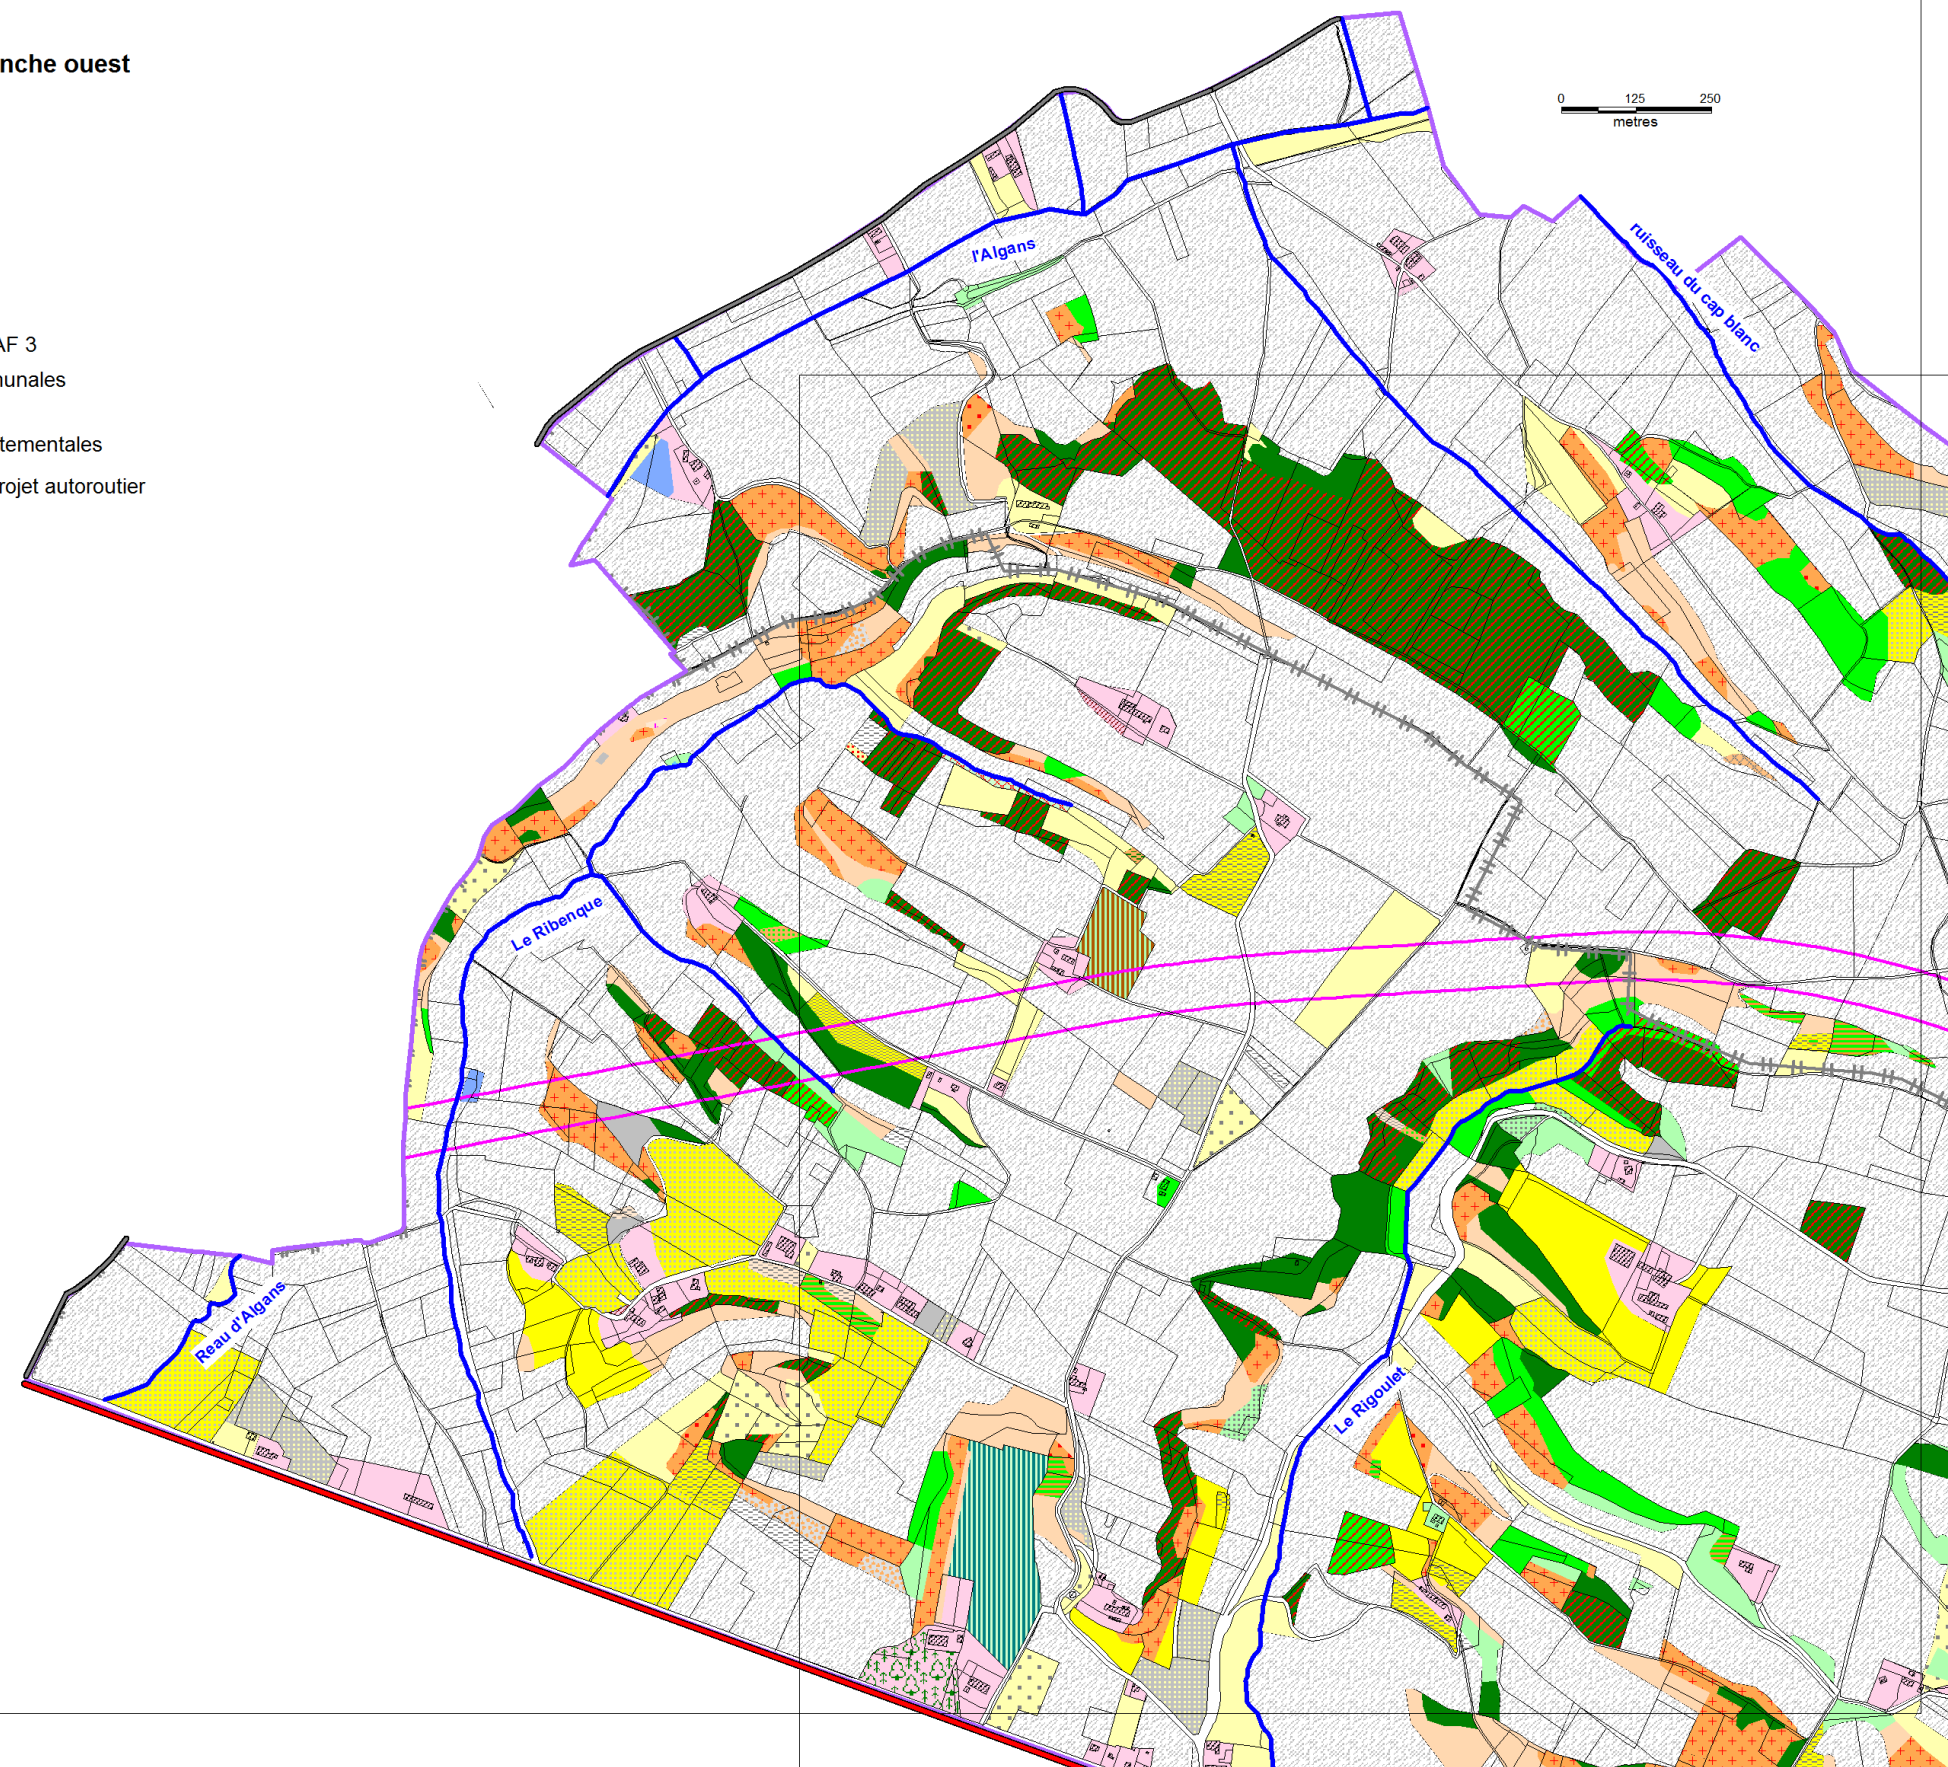 nche ouest
0 125 250
metres
l'Algans
ruisseau du cap blanc
AF 3
unales
tementales
rojet autoroutier
Le Ribenque
Reau d'Algans
Le Rigoulet